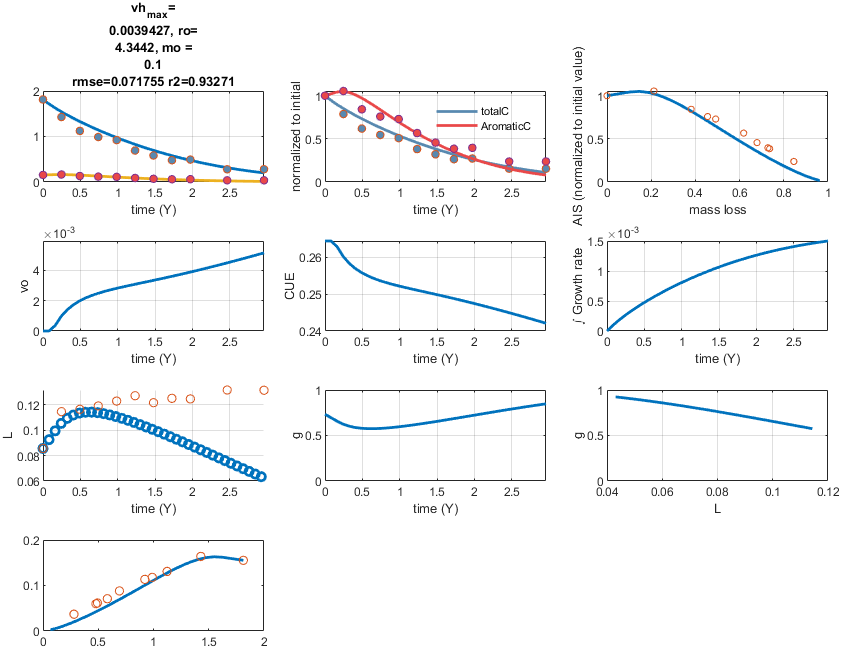 vh_max=
0.0039427, ro=
4.3442, mo =
0.1
rmse=0.071755 r2=0.93271
2
1
0
0 0.5 1 1.5 2 2.5
time (Y)
normalized to initial
1
0.5
0
totalC
AromaticC
0 0.5 1 1.5 2 2.5
time (Y)
AIS (normalized to initial value)
1
0.5
0
0 0.2 0.4 0.6 0.8 1
mass loss
×10^-3
vo
4
2
0
0 0.5 1 1.5 2 2.5
time (Y)
CUE
0.26
0.25
0.24
0 0.5 1 1.5 2 2.5
time (Y)
×10^-3
∫ Growth rate
1.5
1
0.5
0
0 0.5 1 1.5 2 2.5
time (Y)
L
0.12
0.1
0.08
0.06
0 0.5 1 1.5 2 2.5
time (Y)
g
1
0.5
0
0 0.5 1 1.5 2 2.5
time (Y)
g
1
0.5
0
0.04 0.06 0.08 0.1 0.12
L
0.2
0.1
0
0 0.5 1 1.5 2